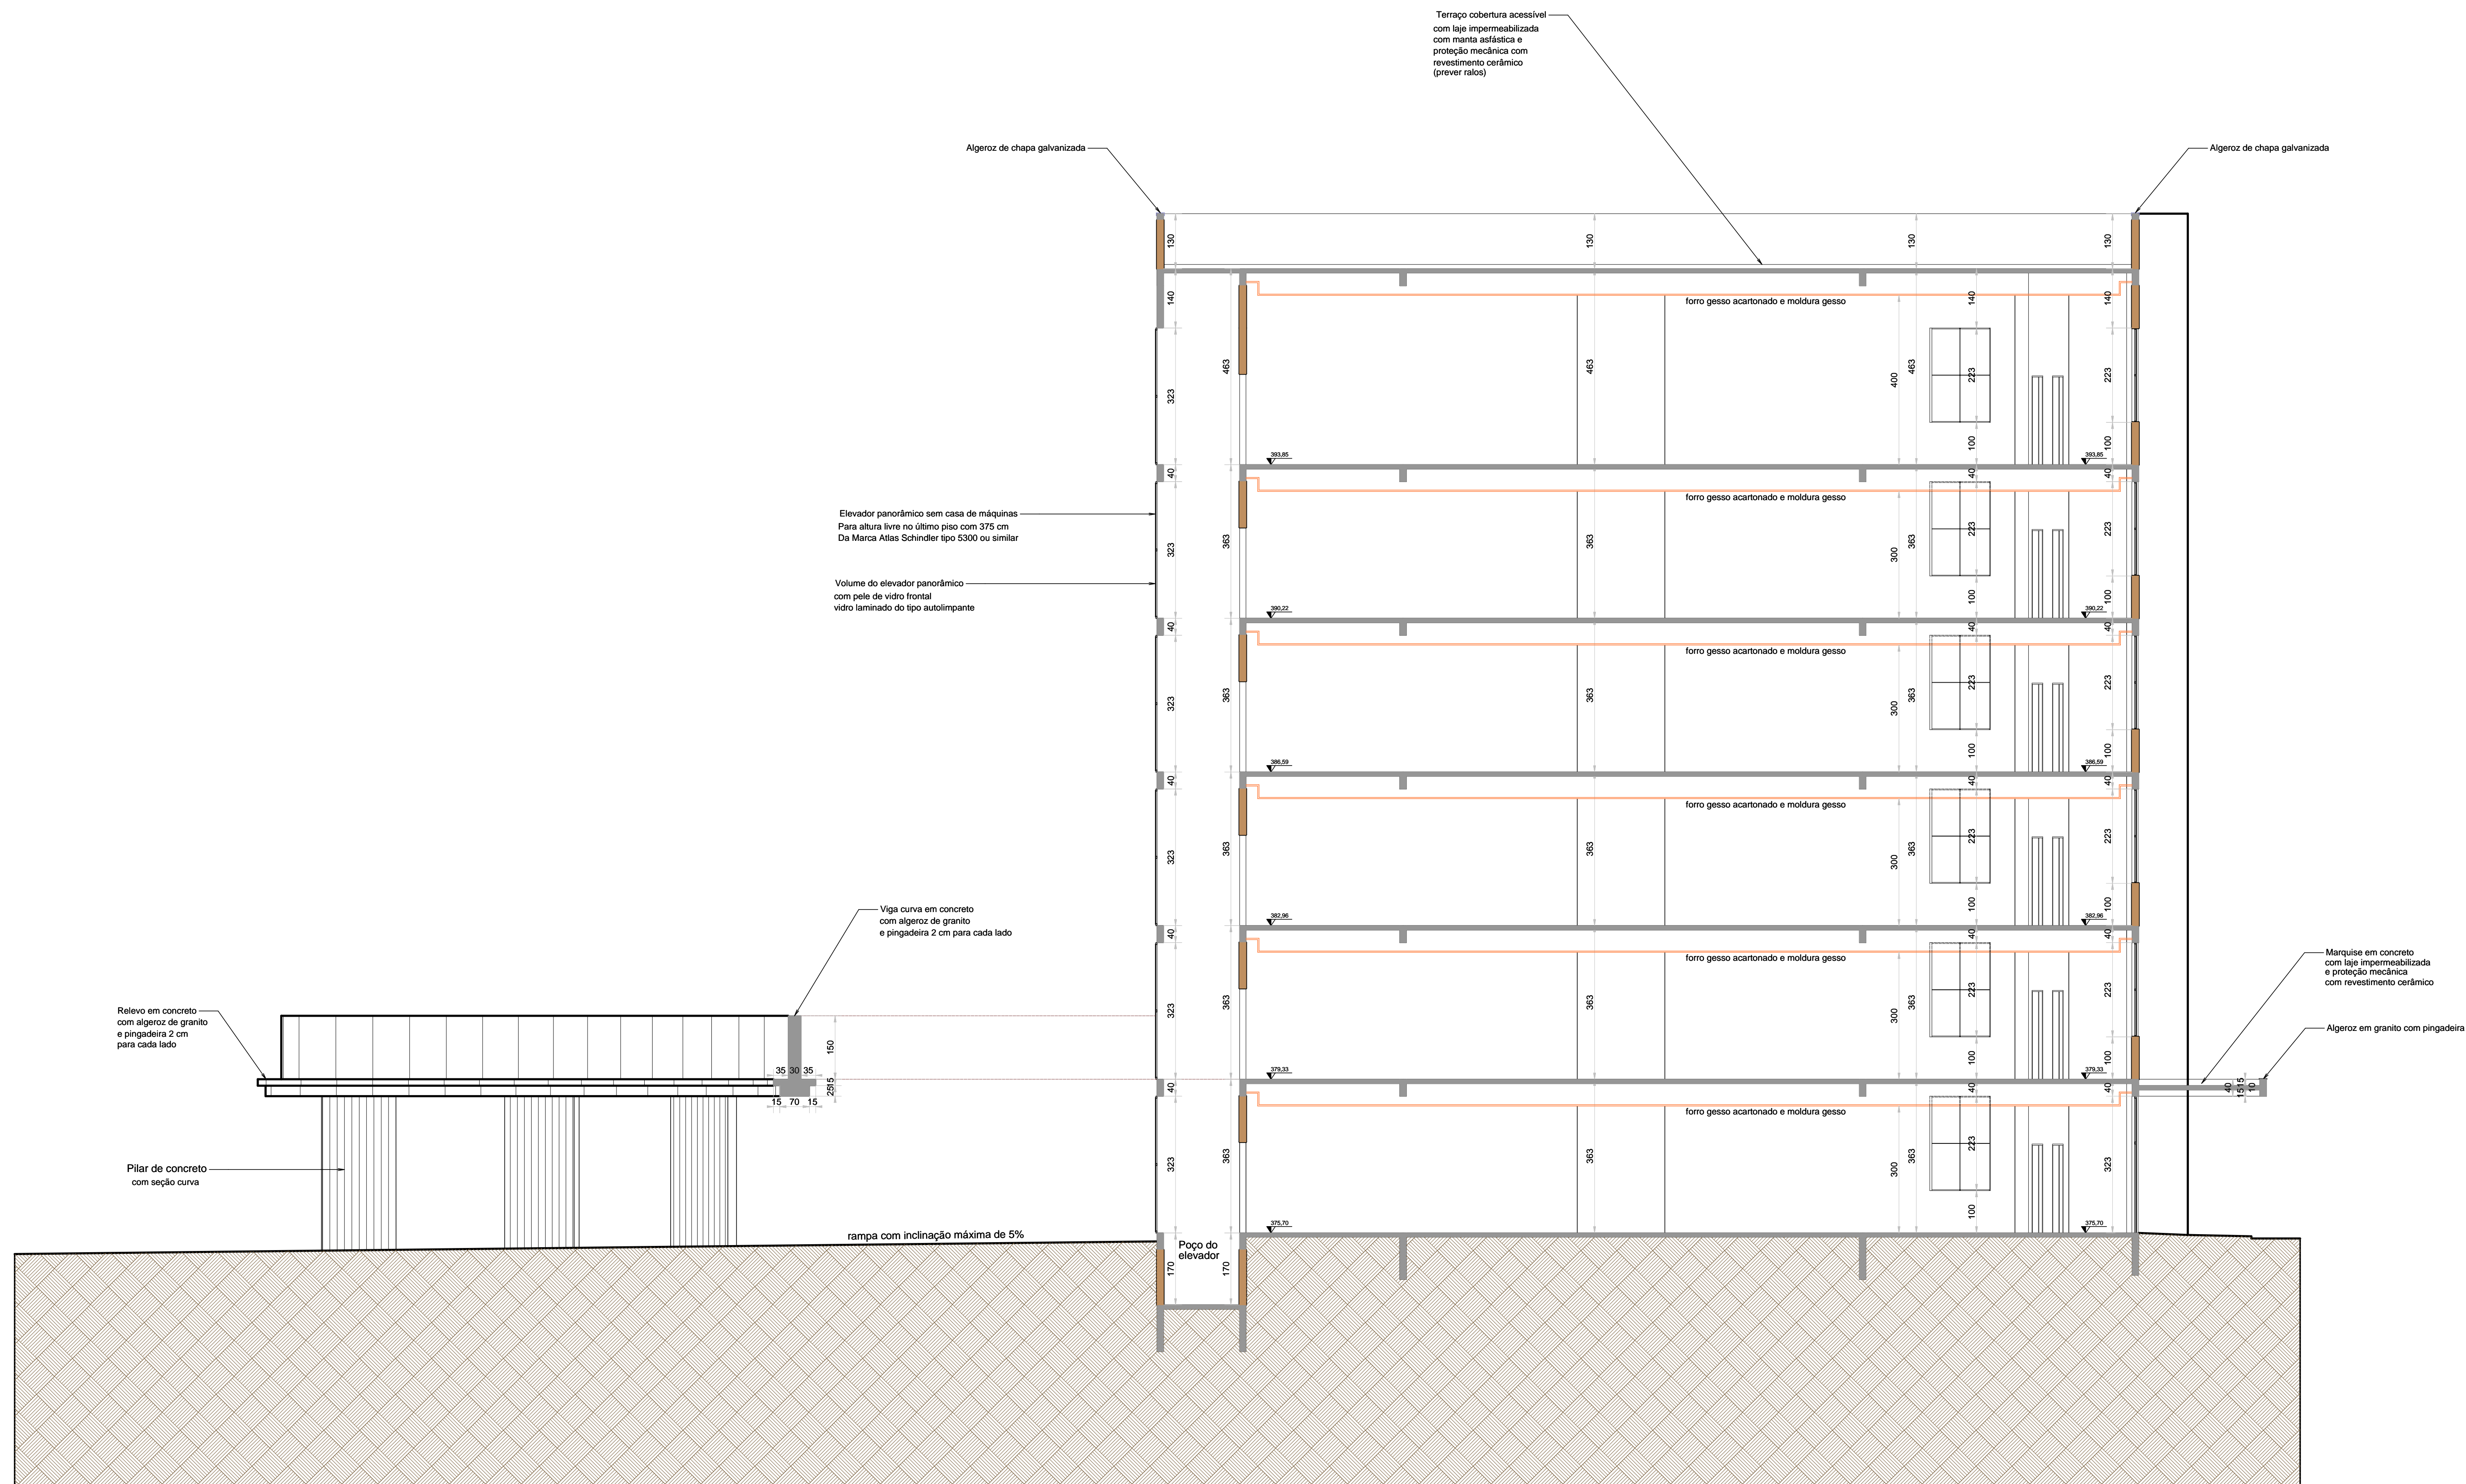 Terraço cobertura acessível
com laje impermeabilizada
com manta asfástica e
proteção mecânica com
revestimento cerâmico
(prever ralos)
Algeroz de chapa galvanizada
Algeroz de chapa galvanizada
130
130
130
130
140
140
140
forro gesso acartonado e moldura gesso
323
463
463
400
463
223
223
100
100
393,85
393,85
40
40
40
forro gesso acartonado e moldura gesso
Elevador panorâmico sem casa de máquinas
Para altura livre no último piso com 375 cm
Da Marca Atlas Schindler tipo 5300 ou similar
323
363
363
300
363
223
223
Volume do elevador panorâmico
com pele de vidro frontal
vidro laminado do tipo autolimpante
100
100
390,22
390,22
40
40
40
forro gesso acartonado e moldura gesso
323
363
363
300
363
223
223
100
100
386,59
386,59
40
40
40
forro gesso acartonado e moldura gesso
323
363
363
300
363
223
223
100
100
Viga curva em concreto
com algeroz de granito
e pingadeira 2 cm para cada lado
382,96
382,96
40
40
40
forro gesso acartonado e moldura gesso
Marquise em concreto
com laje impermeabilizada
e proteção mecânica
com revestimento cerâmico
323
363
363
300
363
223
223
Relevo em concreto
com algeroz de granito
e pingadeira 2 cm
para cada lado
Algeroz em granito com pingadeira
150
100
100
35 30 35
379,33
379,33
15
25
15 70 15
40
40
40
40
15
15
10
forro gesso acartonado e moldura gesso
Pilar de concreto
com seção curva
323
363
363
300
363
223
323
100
375,70
375,70
rampa com inclinação máxima de 5%
Poço do
elevador
170
170